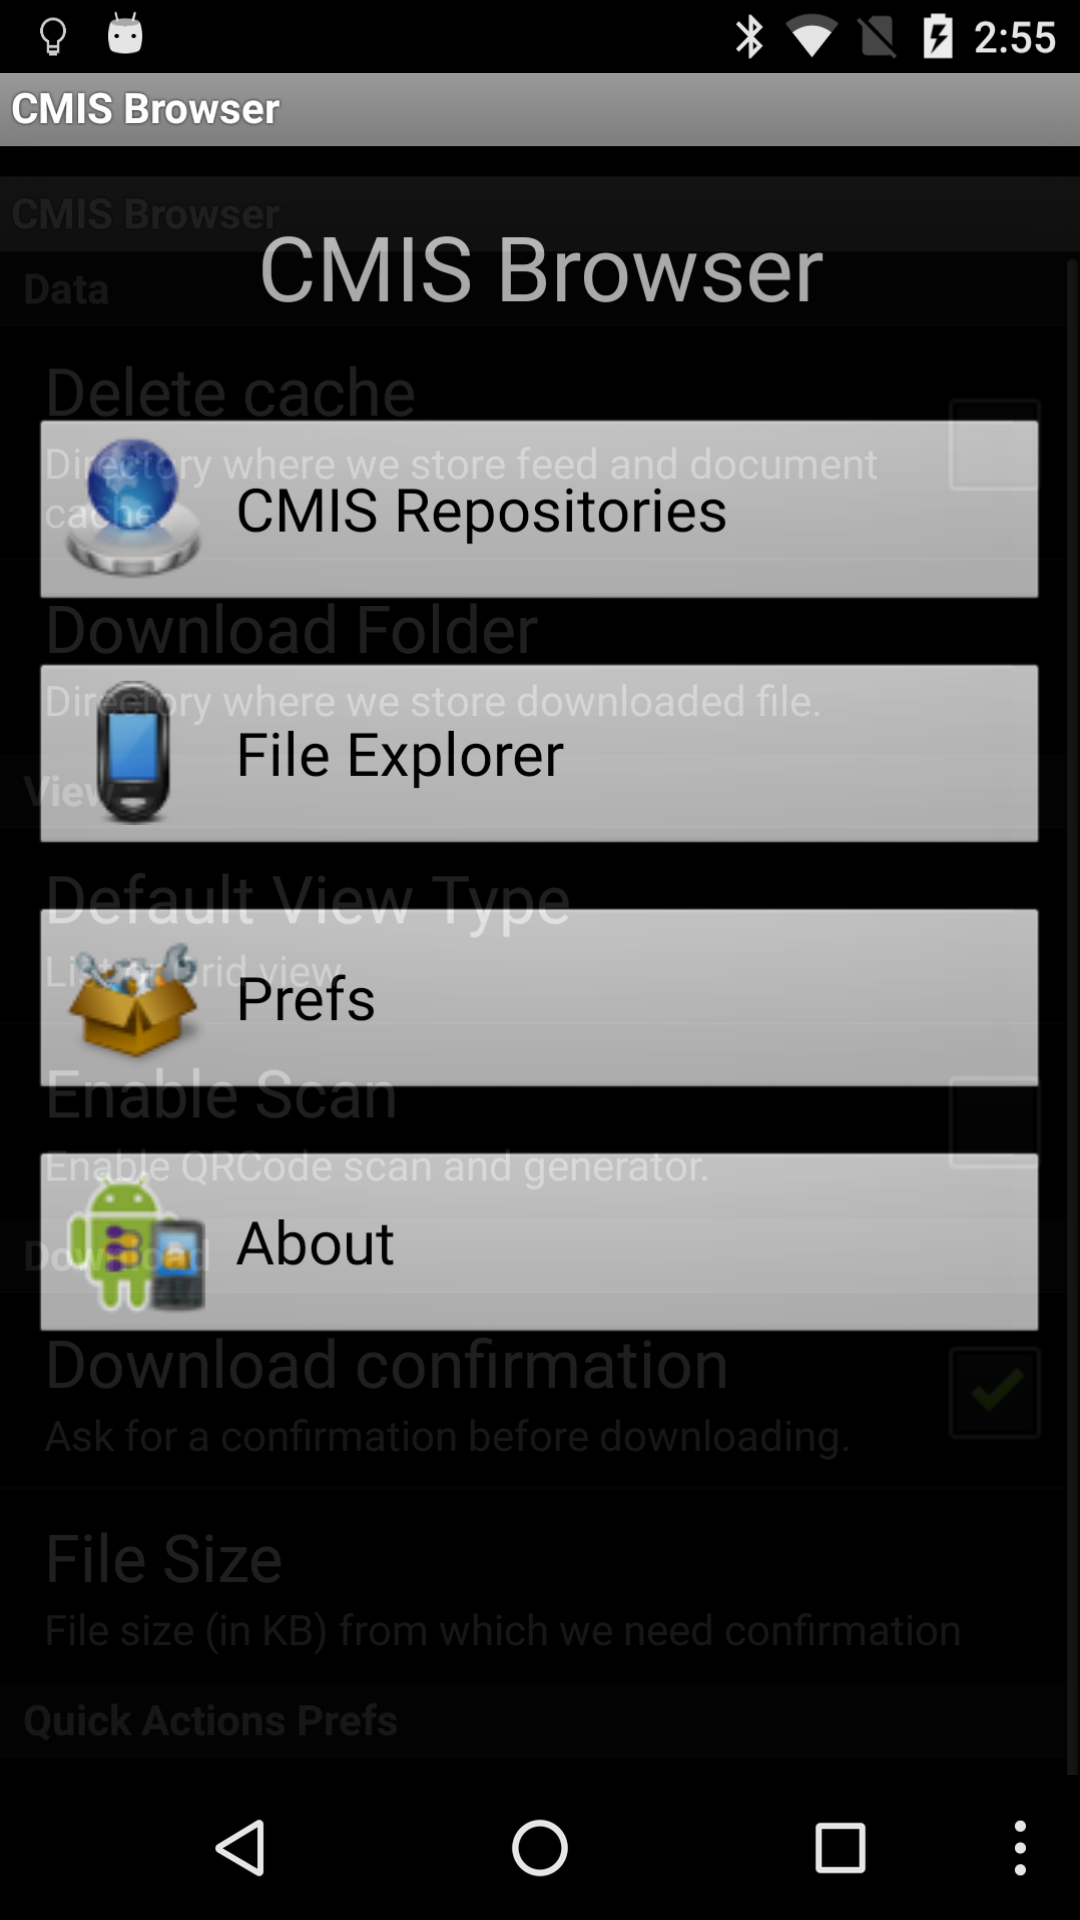 2:55
CMIS Browser
CMIS Browser
CMIS Browser
Data
Delete cache
Directory where we store feed and document
cache.
CMIS Repositories
Download Folder
Directory where we store downloaded file.
File Explorer
View
Default View Type
List or Grid view
Prefs
Enable Scan
Enable QRCode scan and generator.
About
Download
Download confirmation
Ask for a confirmation before downloading.
File Size
File size (in KB) from which we need confirmation
Quick Actions Prefs